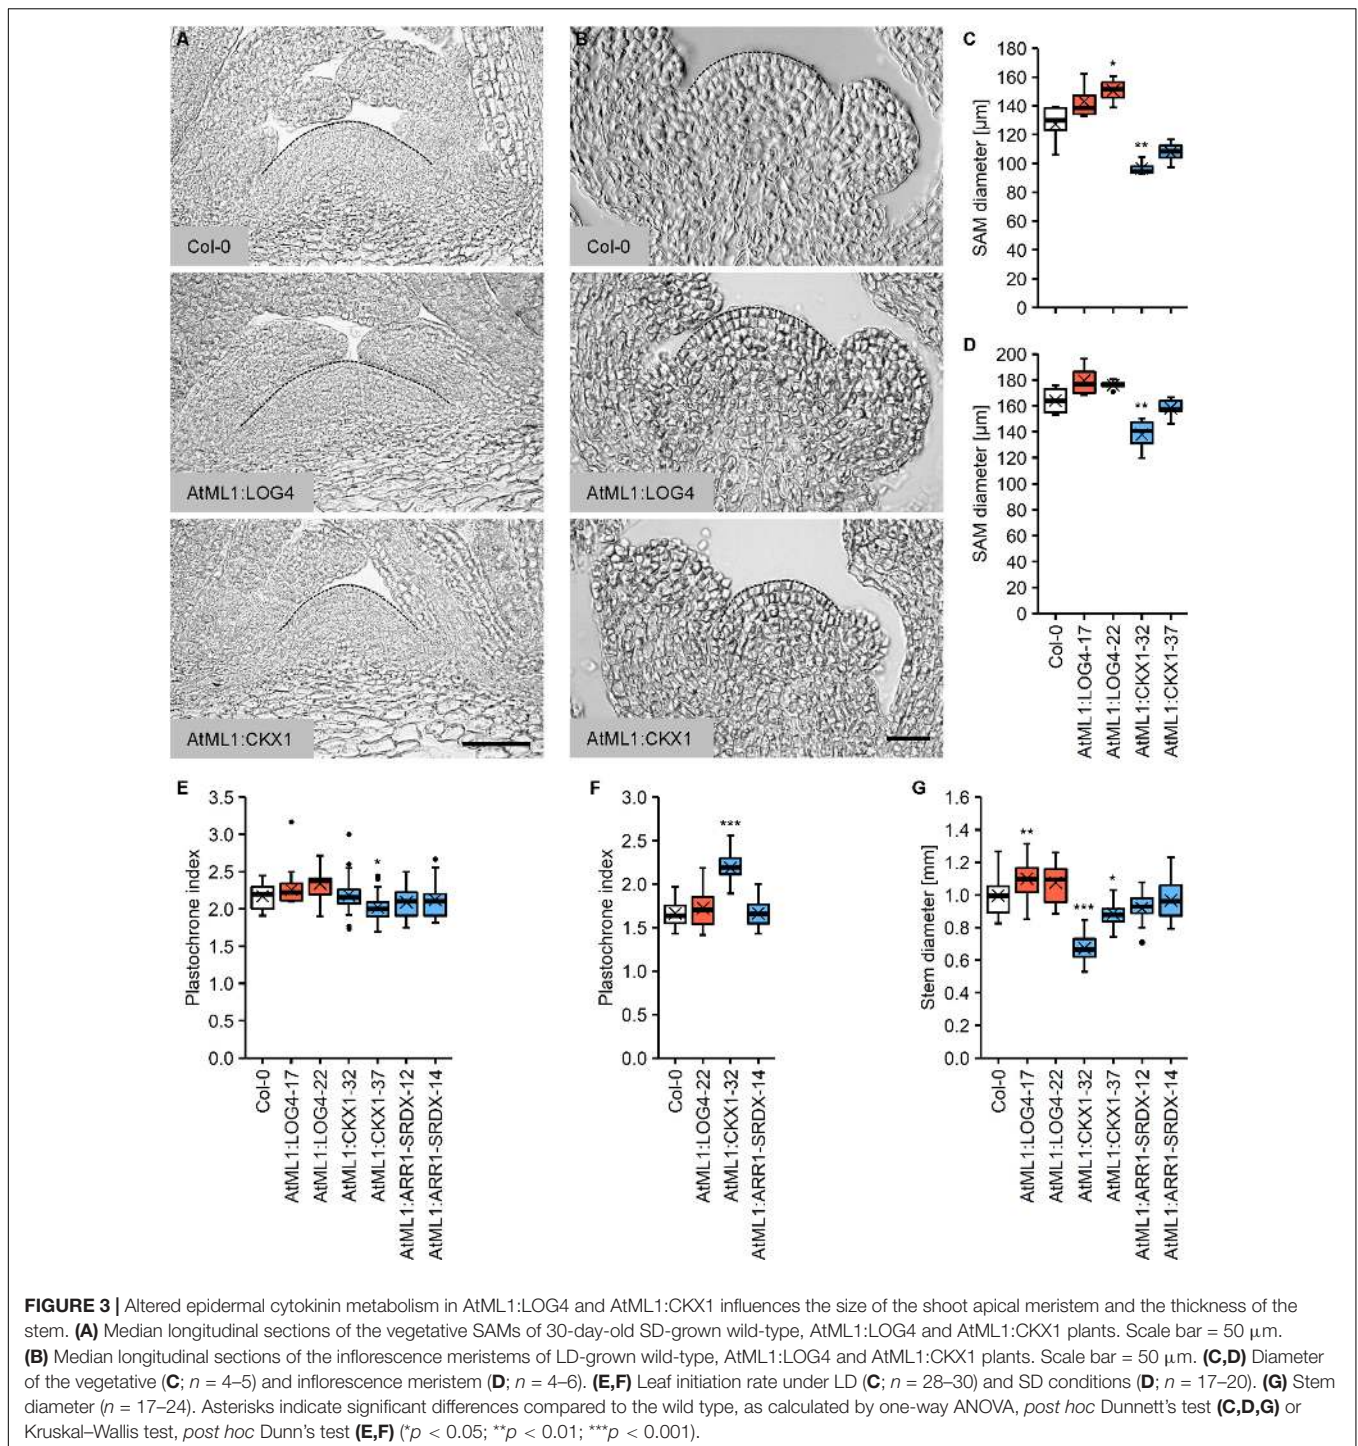 A
Col-0
AtML1:LOG4
AtML1:CKX1
B
Col-0
AtML1:LOG4
AtML1:CKX1
C
SAM diameter [µm]
180
160
140
120
100
80
60
40
20
0
*
**
D
SAM diameter [µm]
200
180
160
140
120
100
80
60
40
20
0
**
Col-0
AtML1:LOG4-17
AtML1:LOG4-22
AtML1:CKX1-32
AtML1:CKX1-37
E
Plastochrone index
3.5
3.0
2.5
2.0
1.5
1.0
0.5
0.0
*
Col-0
AtML1:LOG4-17
AtML1:LOG4-22
AtML1:CKX1-32
AtML1:CKX1-37
AtML1:ARR1-SRDX-12
AtML1:ARR1-SRDX-14
F
Plastochrone index
3.0
2.5
2.0
1.5
1.0
0.5
0.0
***
Col-0
AtML1:LOG4-22
AtML1:CKX1-32
AtML1:ARR1-SRDX-14
G
Stem diameter [mm]
1.6
1.4
1.2
1.0
0.8
0.6
0.4
0.2
0.0
**
***
*
Col-0
AtML1:LOG4-17
AtML1:LOG4-22
AtML1:CKX1-32
AtML1:CKX1-37
AtML1:ARR1-SRDX-12
AtML1:ARR1-SRDX-14
FIGURE 3 | Altered epidermal cytokinin metabolism in AtML1:LOG4 and AtML1:CKX1 influences the size of the shoot apical meristem and the thickness of the
stem. (A) Median longitudinal sections of the vegetative SAMs of 30-day-old SD-grown wild-type, AtML1:LOG4 and AtML1:CKX1 plants. Scale bar = 50 µm.
(B) Median longitudinal sections of the inflorescence meristems of LD-grown wild-type, AtML1:LOG4 and AtML1:CKX1 plants. Scale bar = 50 µm. (C,D) Diameter
of the vegetative (C; n = 4–5) and inflorescence meristem (D; n = 4–6). (E,F) Leaf initiation rate under LD (C; n = 28–30) and SD conditions (D; n = 17–20). (G) Stem
diameter (n = 17–24). Asterisks indicate significant differences compared to the wild type, as calculated by one-way ANOVA, post hoc Dunnett's test (C,D,G) or
Kruskal–Wallis test, post hoc Dunn's test (E,F) (*p < 0.05; **p < 0.01; ***p < 0.001).